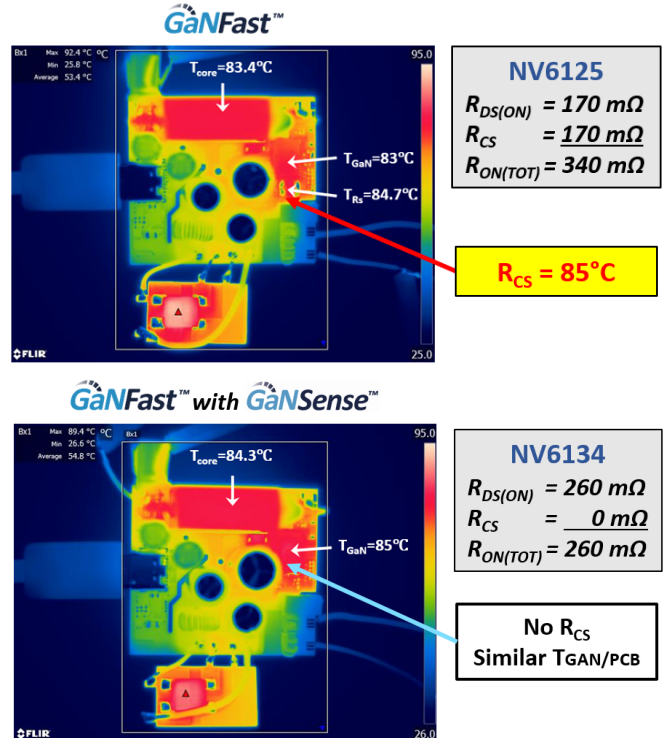 GaNFast™
Bx1 Max 92.4 °C °C
Min 25.8 °C
Average 53.4 °C
95.0
Tcore=83.4℃
TGaN=83℃
TRs=84.7℃
25.0
FLIR
NV6125
RDS(ON) = 170 mΩ
RCS = 170 mΩ
RON(TOT) = 340 mΩ
RCS = 85°C
GaNFast™ with GaNSense™
Bx1 Max 89.4 °C °C Bx1
Min 26.6 °C
Average 54.8 °C
95.0
Tcore=84.3℃
TGaN=85℃
26.0
FLIR
NV6134
RDS(ON) = 260 mΩ
RCS = 0 mΩ
RON(TOT) = 260 mΩ
No RCS
Similar TGAN/PCB